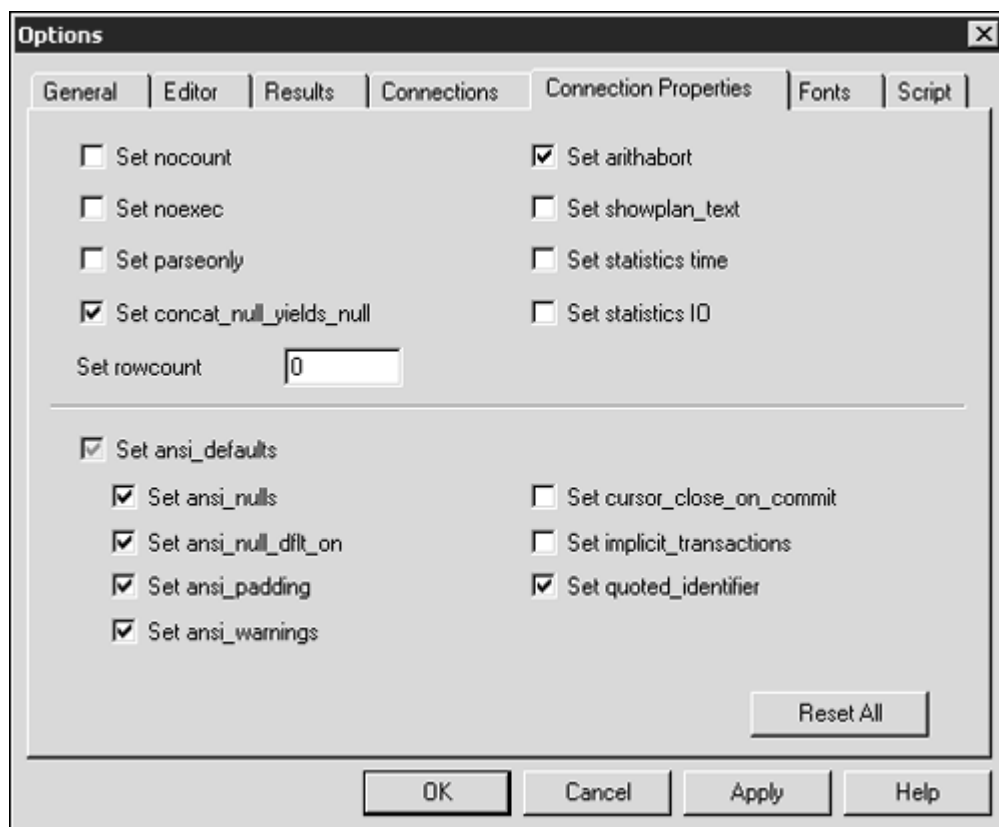 Options
General Editor Results Connections Connection Properties Fonts Script
Set nocount Set arithabort
Set noexec Set showplan_text
Set parseonly Set statistics time
Set concat_null_yields_null Set statistics IO
Set rowcount 0
Set ansi_defaults
Set ansi_nulls Set cursor_close_on_commit
Set ansi_null_dflt_on Set implicit_transactions
Set ansi_padding Set quoted_identifier
Set ansi_warnings
Reset All
OK Cancel Apply Help